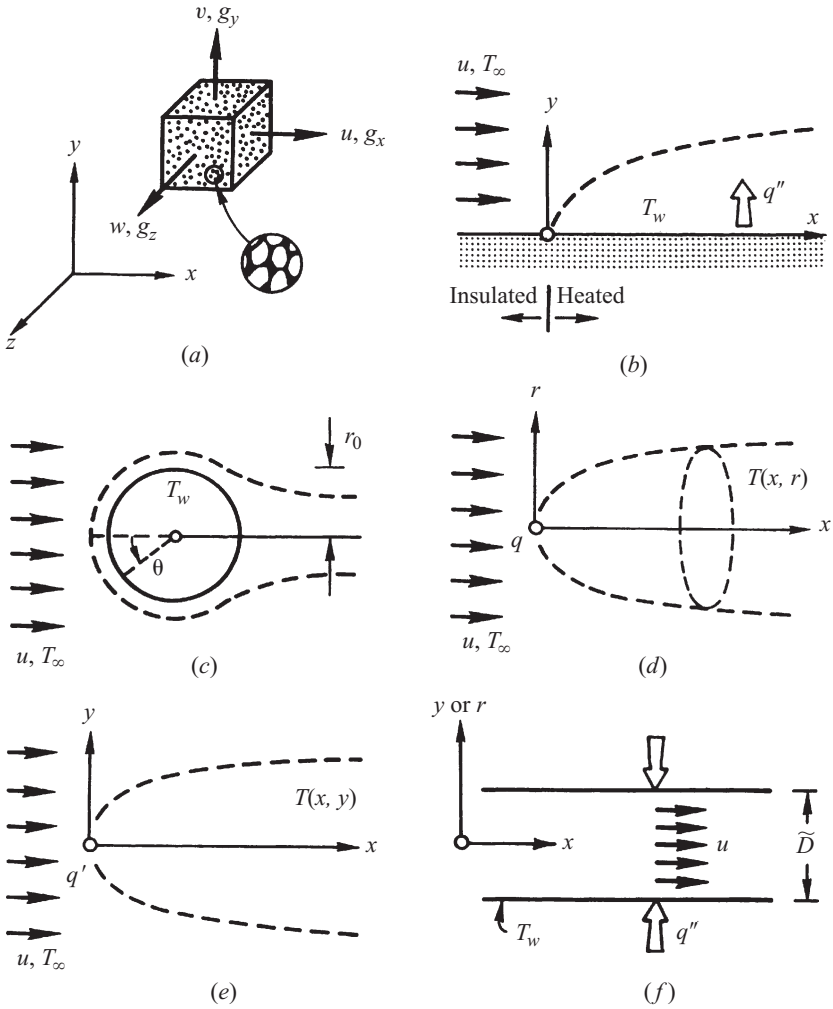 v, g_y
y
u, g_x
w, g_z
x
z
(a)
u, T_∞
y
T_w
q″
x
Insulated
Heated
(b)
r_0
T_w
θ
u, T_∞
(c)
r
T(x, r)
x
q
u, T_∞
(d)
y
T(x, y)
x
q′
u, T_∞
(e)
y or r
x
u
D̃
T_w
q″
(f)